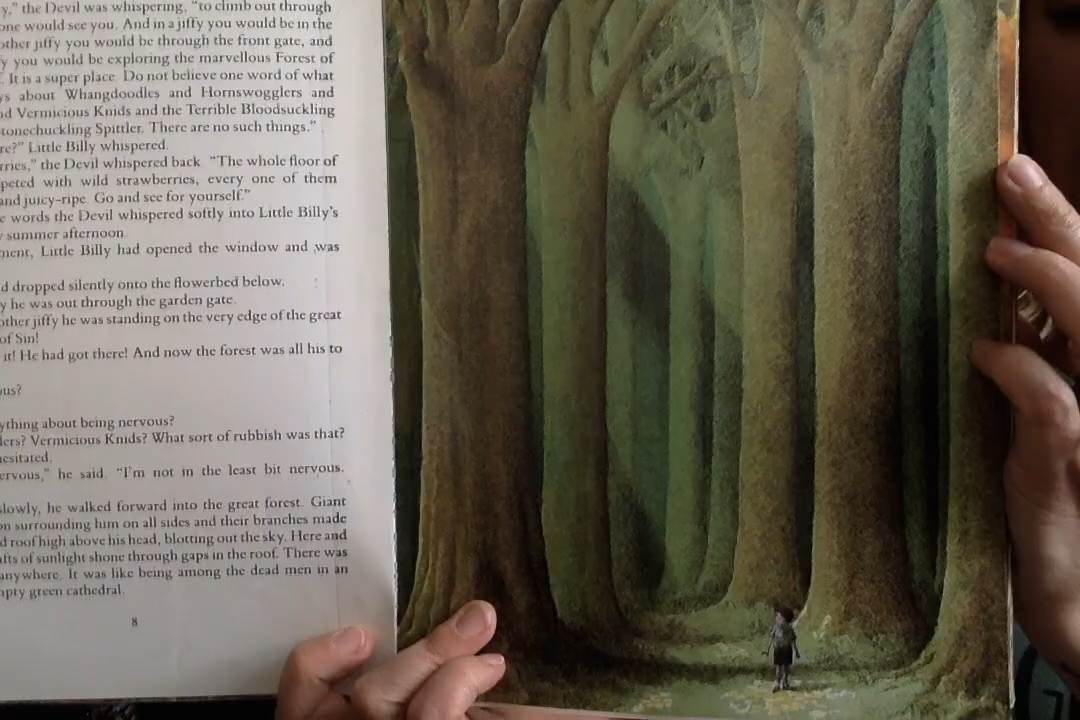 y," the Devil was whispering, "to climb out through
one would see you. And in a jiffy you would be in the
other jiffy you would be through the front gate, and
y you would be exploring the marvellous Forest of
. It is a super place. Do not believe one word of what
ys about Whangdoodles and Hornswogglers and
nd Vermicious Knids and the Terrible Bloodsuckling
tonechuckling Spittler. There are no such things."
re?" Little Billy whispered.
rries," the Devil whispered back. "The whole floor of
peted with wild strawberries, every one of them
and juicy-ripe. Go and see for yourself."
e words the Devil whispered softly into Little Billy's
y summer afternoon.
ment, Little Billy had opened the window and was
d dropped silently onto the flowerbed below.
y he was out through the garden gate.
other jiffy he was standing on the very edge of the great
of Sin!
it! He had got there! And now the forest was all his to
ous?
ything about being nervous?
lers? Vermicious Knids? What sort of rubbish was that?
esitated.
ervous," he said. "I'm not in the least bit nervous.
slowly, he walked forward into the great forest. Giant
on surrounding him on all sides and their branches made
d roof high above his head, blotting out the sky. Here and
afts of sunlight shone through gaps in the roof. There was
anywhere. It was like being among the dead men in an
npty green cathedral.
8